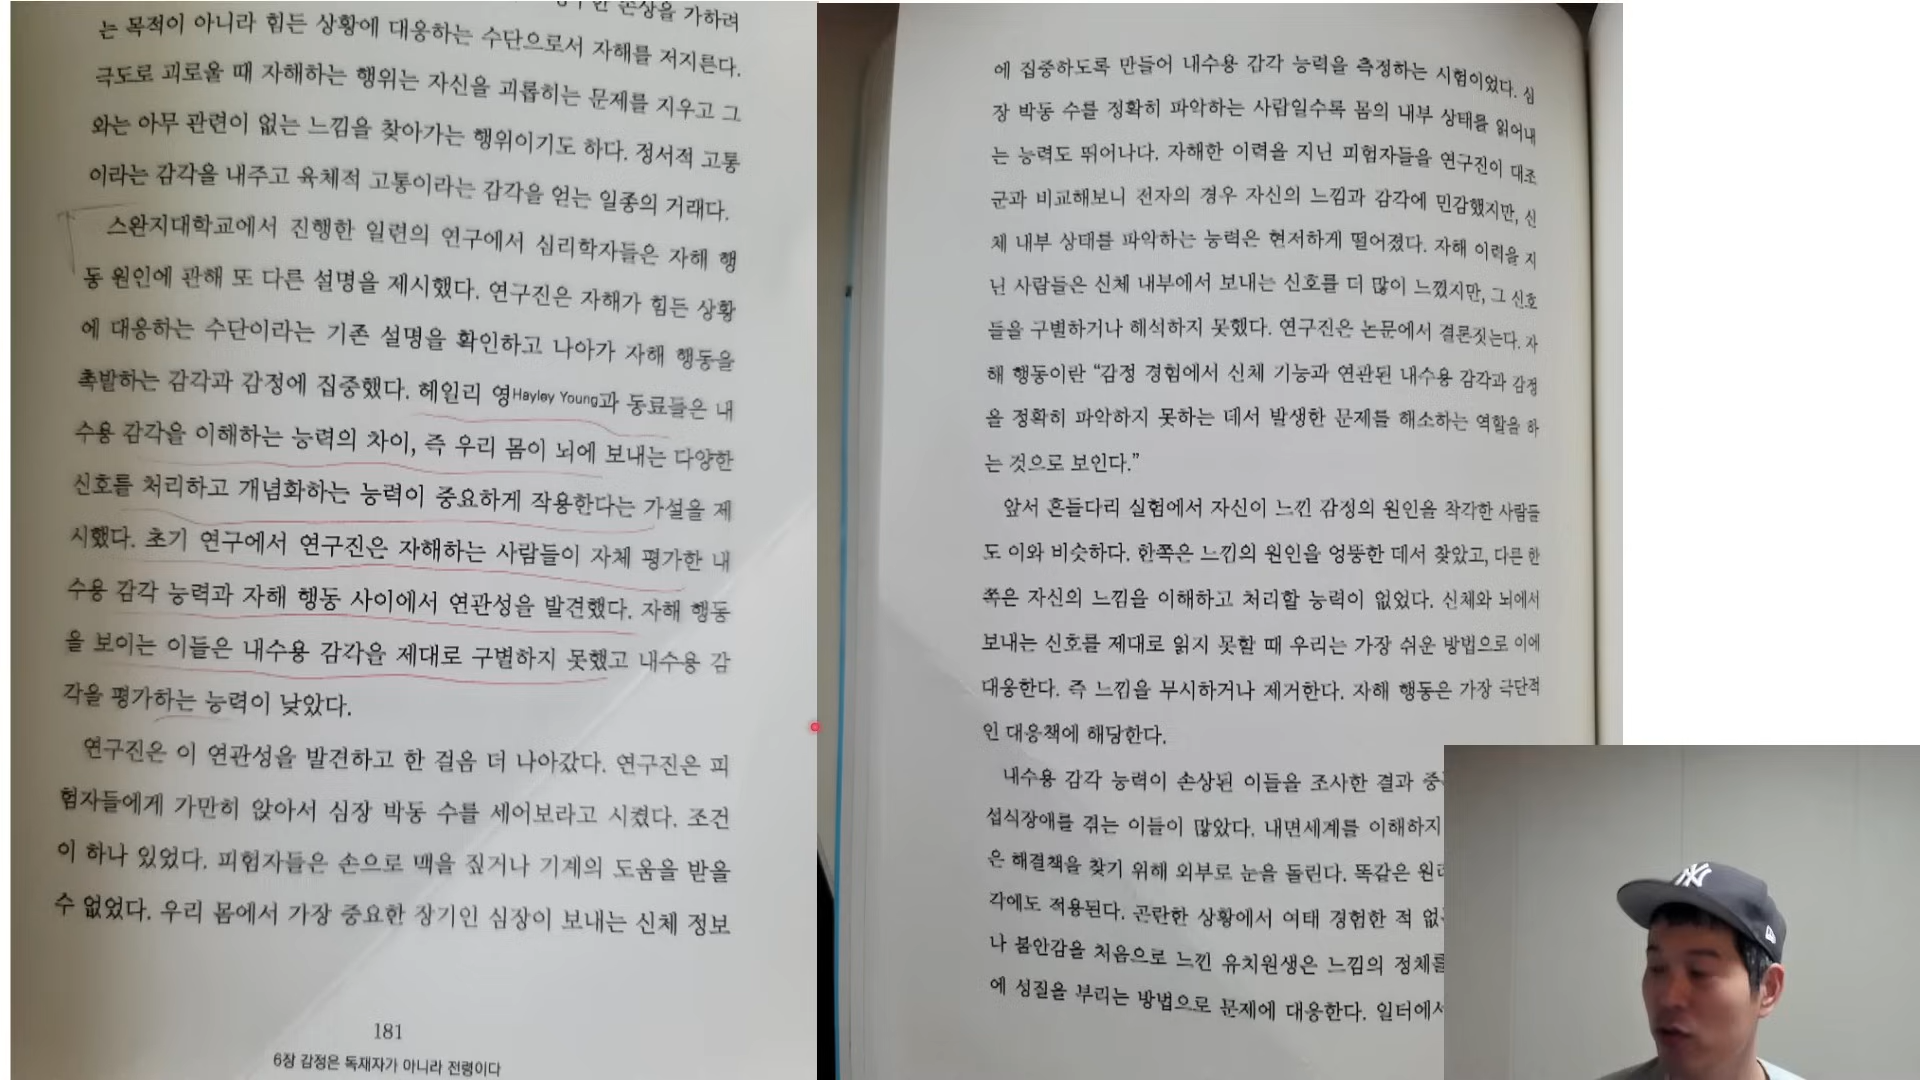 손상을 가하려
는 목적이 아니라 힘든 상황에 대응하는 수단으로서 자해를 저지른다.
극도로 괴로울 때 자해하는 행위는 자신을 괴롭히는 문제를 지우고 그
와는 아무 관련이 없는 느낌을 찾아가는 행위이기도 하다. 정서적 고통
이라는 감각을 내주고 육체적 고통이라는 감각을 얻는 일종의 거래다.
스완지대학교에서 진행한 일련의 연구에서 심리학자들은 자해 행
동 원인에 관해 또 다른 설명을 제시했다. 연구진은 자해가 힘든 상황
에 대응하는 수단이라는 기존 설명을 확인하고 나아가 자해 행동을
촉발하는 감각과 감정에 집중했다. 헤일리 영Hayley Young과 동료들은 내
수용 감각을 이해하는 능력의 차이, 즉 우리 몸이 뇌에 보내는 다양한
신호를 처리하고 개념화하는 능력이 중요하게 작용한다는 가설을 제
시했다. 초기 연구에서 연구진은 자해하는 사람들이 자체 평가한 내
수용 감각 능력과 자해 행동 사이에서 연관성을 발견했다. 자해 행동
을 보이는 이들은 내수용 감각을 제대로 구별하지 못했고 내수용 감
각을 평가하는 능력이 낮았다.
연구진은 이 연관성을 발견하고 한 걸음 더 나아갔다. 연구진은 피
험자들에게 가만히 앉아서 심장 박동 수를 세어보라고 시켰다. 조건
이 하나 있었다. 피험자들은 손으로 맥을 짚거나 기계의 도움을 받을
수 없었다. 우리 몸에서 가장 중요한 장기인 심장이 보내는 신체 정보
181
6장 감정은 독재자가 아니라 전령이다
에 집중하도록 만들어 내수용 감각 능력을 측정하는 시험이었다. 심
장 박동 수를 정확히 파악하는 사람일수록 몸의 내부 상태를 읽어내
는 능력도 뛰어나다. 자해한 이력을 지닌 피험자들을 연구진이 대조
군과 비교해보니 전자의 경우 자신의 느낌과 감각에 민감했지만, 신
체 내부 상태를 파악하는 능력은 현저하게 떨어졌다. 자해 이력을 지
닌 사람들은 신체 내부에서 보내는 신호를 더 많이 느꼈지만, 그 신호
들을 구별하거나 해석하지 못했다. 연구진은 논문에서 결론짓는다. 자
해 행동이란 “감정 경험에서 신체 기능과 연관된 내수용 감각과 감정
을 정확히 파악하지 못하는 데서 발생한 문제를 해소하는 역할을 하
는 것으로 보인다.”
앞서 흔들다리 실험에서 자신이 느낀 감정의 원인을 착각한 사람들
도 이와 비슷하다. 한쪽은 느낌의 원인을 엉뚱한 데서 찾았고, 다른 한
쪽은 자신의 느낌을 이해하고 처리할 능력이 없었다. 신체와 뇌에서
보내는 신호를 제대로 읽지 못할 때 우리는 가장 쉬운 방법으로 이에
대응한다. 즉 느낌을 무시하거나 제거한다. 자해 행동은 가장 극단적
인 대응책에 해당한다.
내수용 감각 능력이 손상된 이들을 조사한 결과
섭식장애를 겪는 이들이 많았다. 내면세계를 이해하지
은 해결책을 찾기 위해 외부로 눈을 돌린다. 똑같은
각에도 적용된다. 곤란한 상황에서 여태 경험한 적
나 불안감을 처음으로 느낀 유치원생은 느낌의 정체를
에 성질을 부리는 방법으로 문제에 대응한다. 일터에서
NY